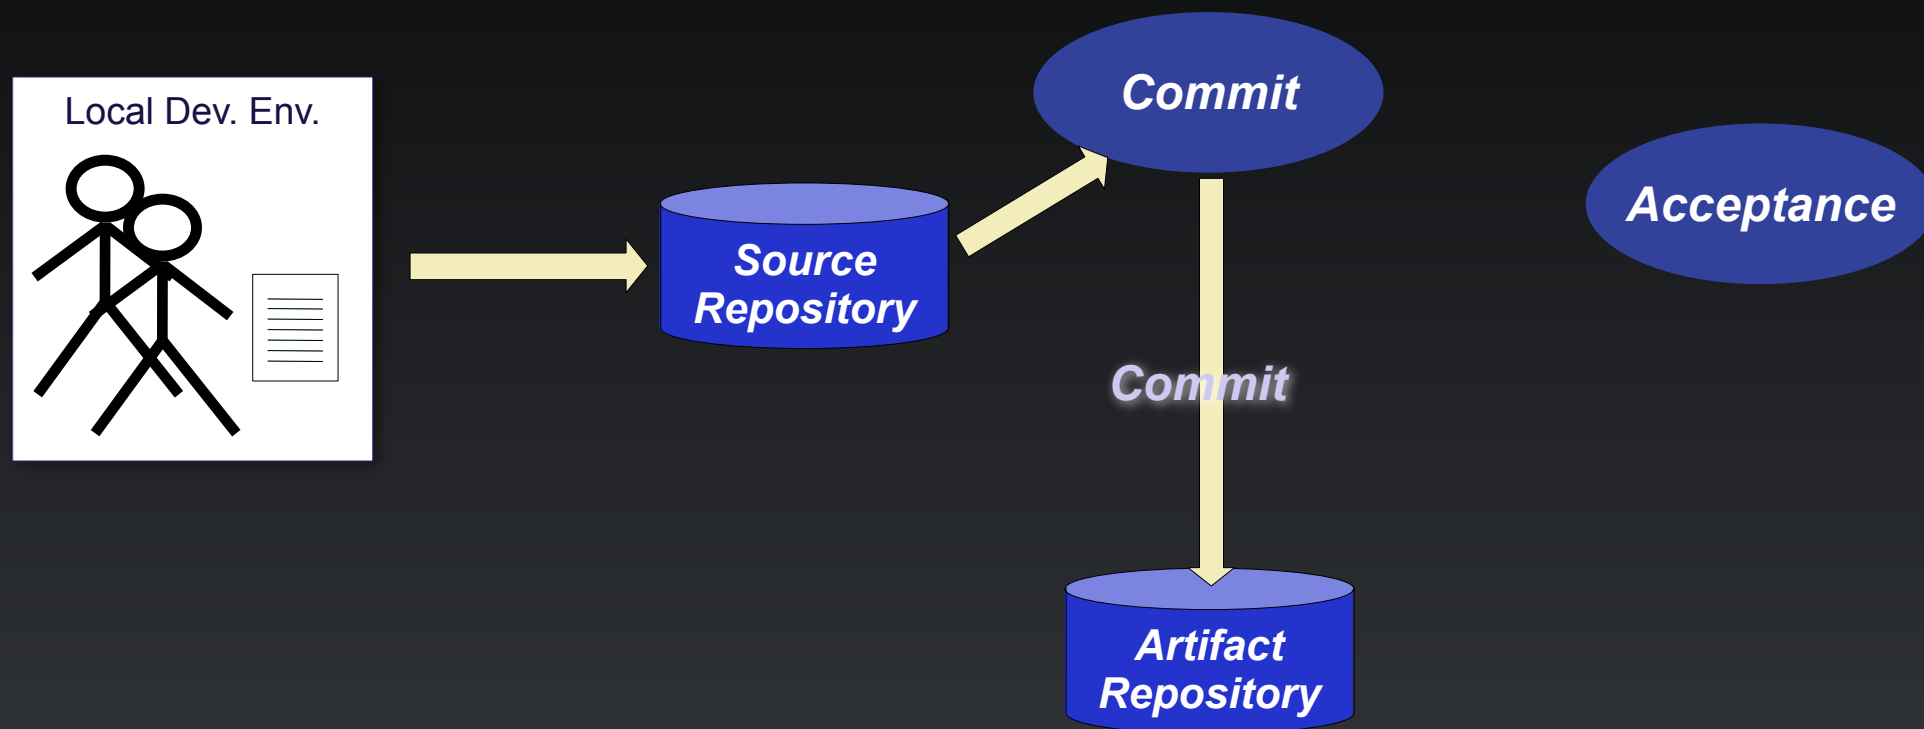 Local Dev. Env.
Source
Repository
Commit
Commit
Artifact
Repository
Acceptance